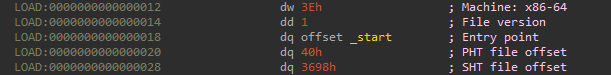 LOAD:0000000000000012 dw 3Eh ; Machine: x86-64
LOAD:0000000000000014 dd 1 ; File version
LOAD:0000000000000018 dq offset _start ; Entry point
LOAD:0000000000000020 dq 40h ; PHT file offset
LOAD:0000000000000028 dq 3698h ; SHT file offset